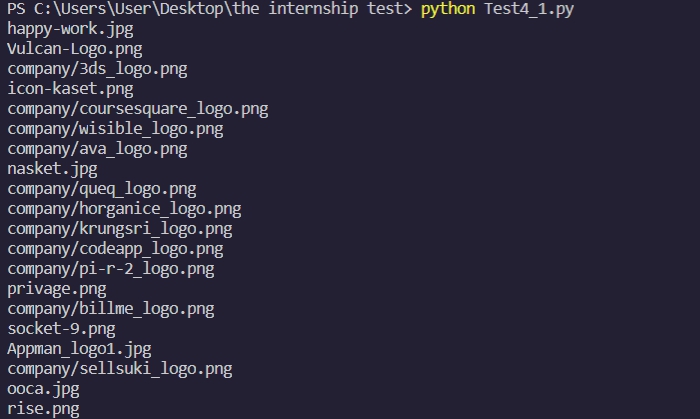 PS C:\Users\User\Desktop\the internship test> python Test4_1.py
happy-work.jpg
Vulcan-Logo.png
company/3ds_logo.png
icon-kaset.png
company/coursesquare_logo.png
company/wisible_logo.png
company/ava_logo.png
nasket.jpg
company/queq_logo.png
company/horganice_logo.png
company/krungsri_logo.png
company/codeapp_logo.png
company/pi-r-2_logo.png
privage.png
company/billme_logo.png
socket-9.png
Appman_logo1.jpg
company/sellsuki_logo.png
ooca.jpg
rise.png